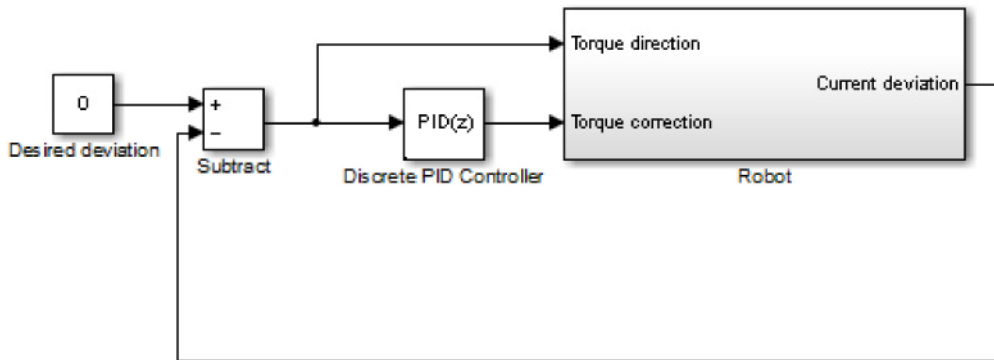 Torque direction
Current deviation
0
+
−
Desired deviation
Subtract
PID(z)
Discrete PID Controller
Torque correction
Robot